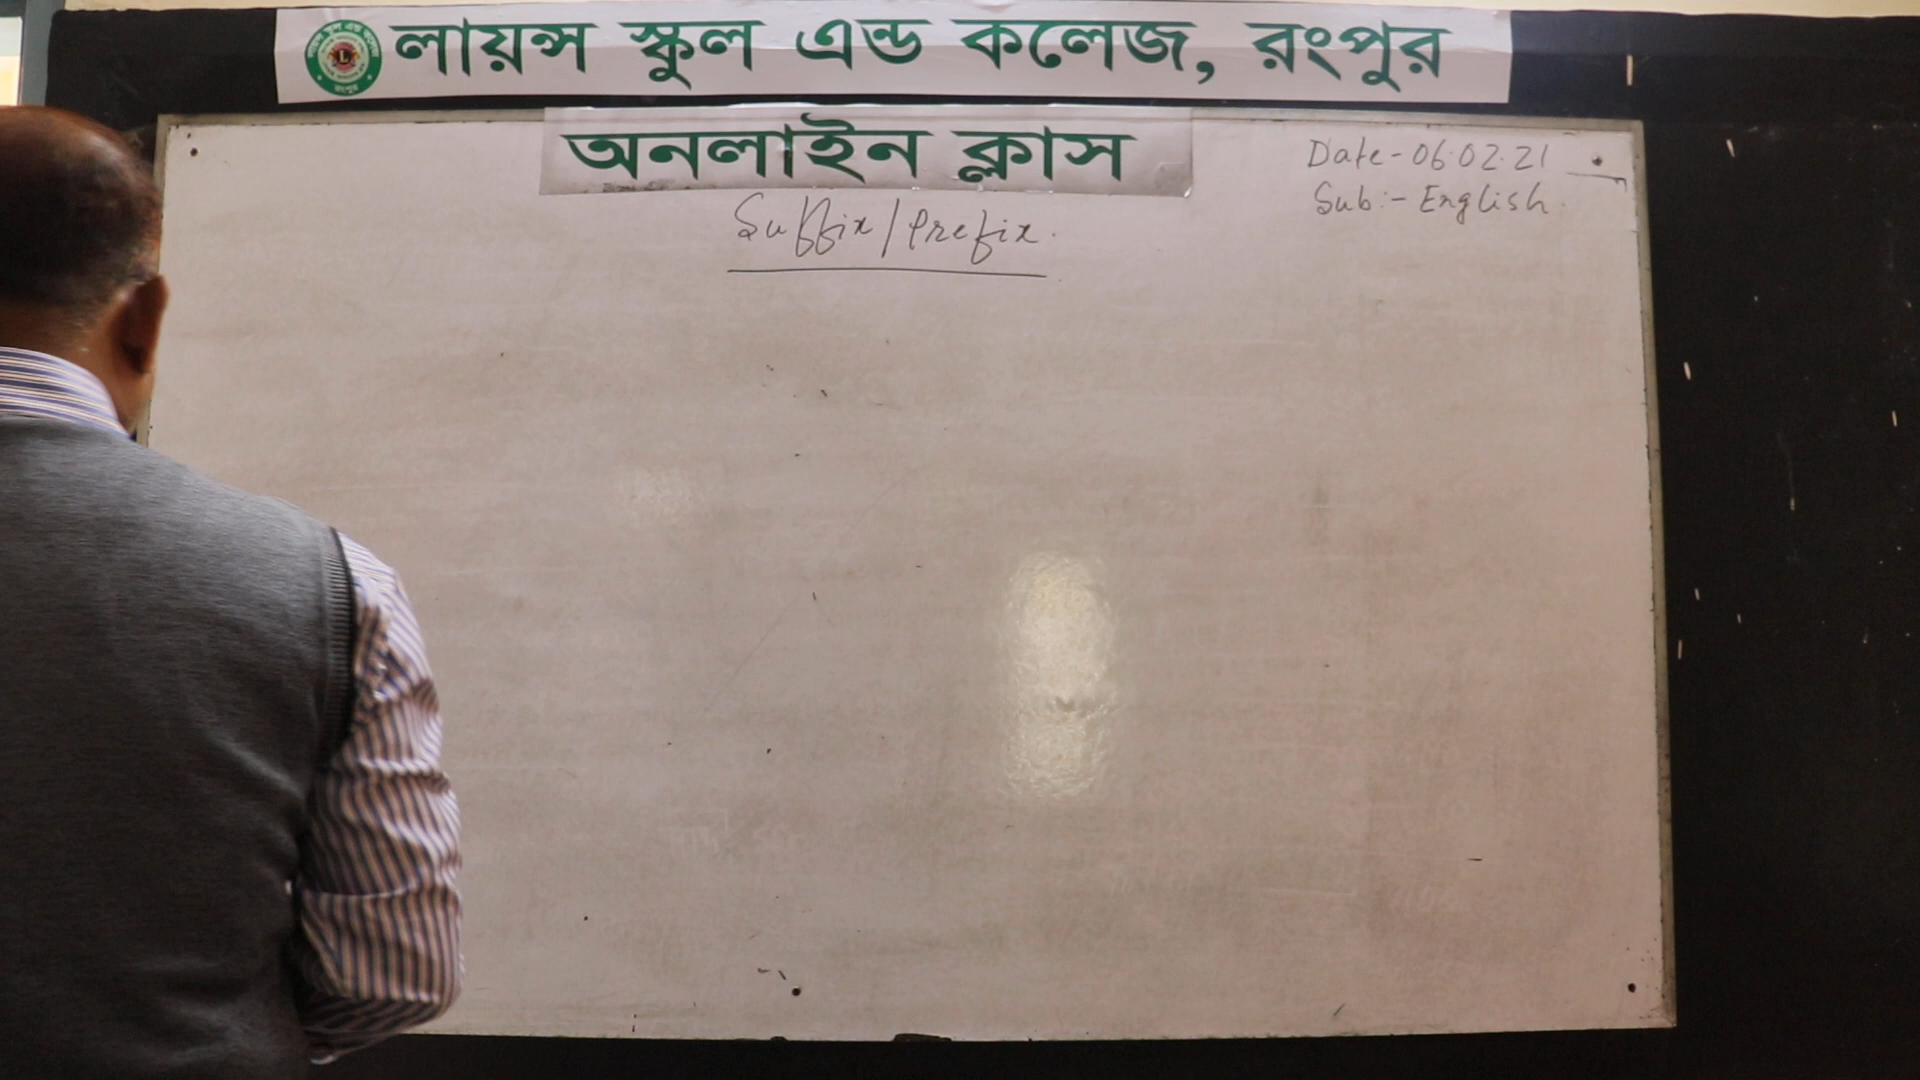 লায়ন্স স্কুল এন্ড কলেজ, রংপুর
অনলাইন ক্লাস
Date-06.02.21
Sub:- English.
Suffix/Prefix.